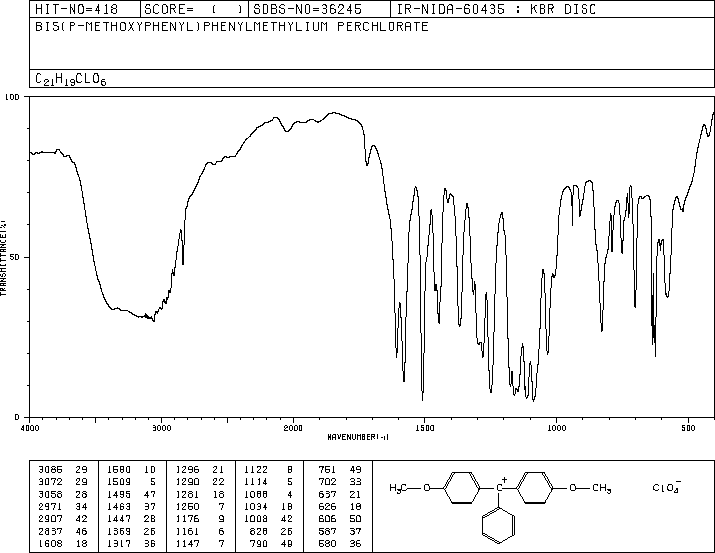 HIT-NO=418 SCORE= ( ) SDBS-NO=36245 IR-NIDA-60435 : KBR DISC
BIS(P-METHOXYPHENYL)PHENYLMETHYLIUM PERCHLORATE
C21H19CLO6
100
50
0
TRANSMITTANCE(%)
4000 3000 2000 1500 1000 500
WAVENUMBER(-1)
3085 29 1580 10 1296 21 1122 8 751 49
3072 29 1509 5 1290 22 1114 5 702 33
3058 28 1495 47 1281 18 1088 4 637 21
2971 34 1463 37 1250 7 1034 18 626 18
2907 42 1447 28 1176 9 1008 42 606 50
2837 46 1369 26 1161 6 828 26 587 37
1608 18 1317 36 1147 7 790 49 580 36
H3C O C+ O CH3 ClO4−